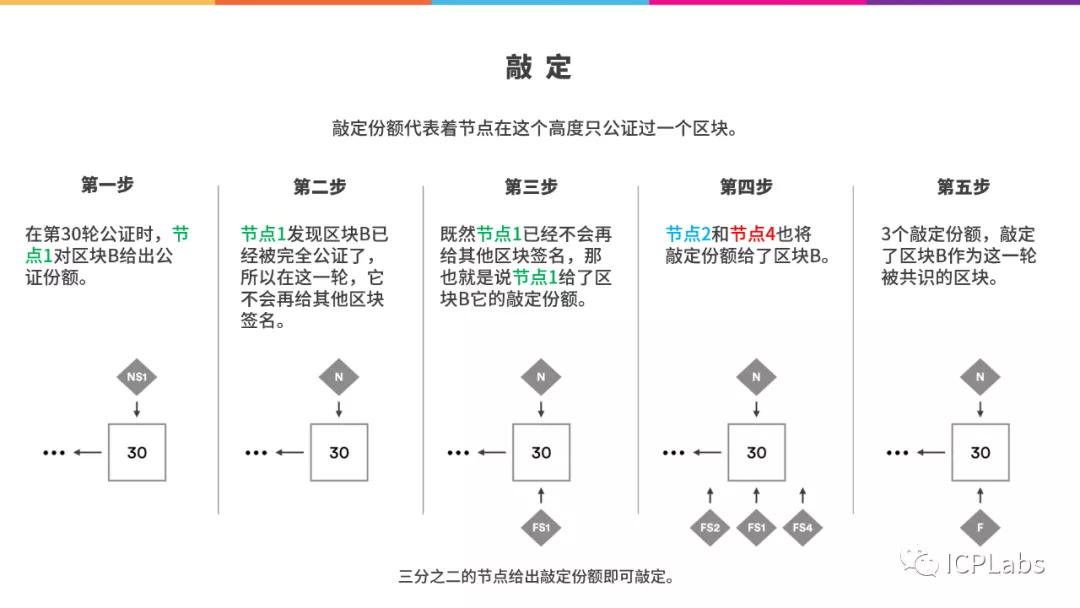 敲 定
敲定份额代表着节点在这个高度只公证过一个区块。
第一步
在第30轮公证时，节
点1对区块B给出公
证份额。
NS1
30
第二步
节点1发现区块B已
经被完全公证了，
所以在这一轮，它
不会再给其他区块
签名。
N
30
第三步
既然节点1已经不会再
给其他区块签名，那
也就是说节点1给了区
块B它的敲定份额。
N
30
FS1
第四步
节点2和节点4也将
敲定份额给了区块B。
N
30
FS2 FS1 FS4
第五步
3个敲定份额，敲定
了区块B作为这一轮
被共识的区块。
N
30
F
三分之二的节点给出敲定份额即可敲定。
ICPLabs